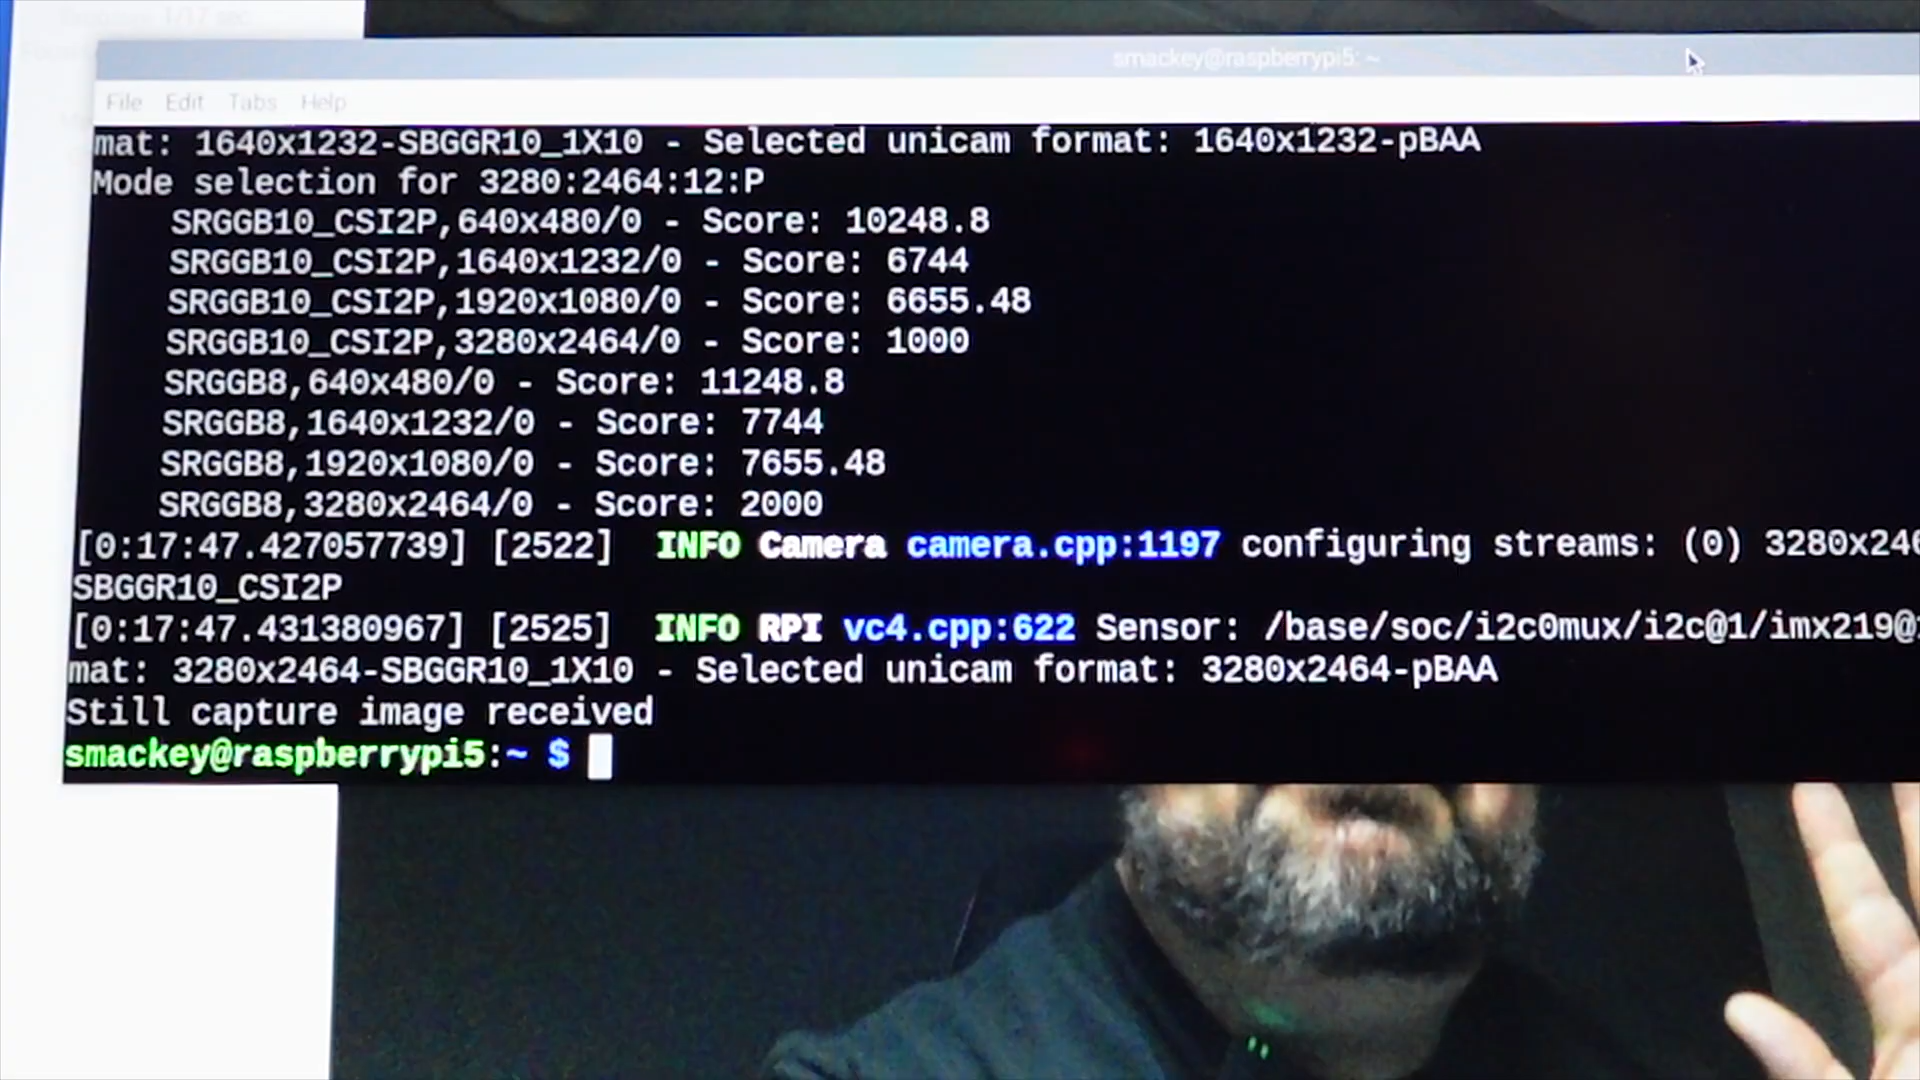 smackey@raspberrypi5: ~
File Edit Tabs Help
mat: 1640x1232-SBGGR10_1X10 - Selected unicam format: 1640x1232-pBAA
Mode selection for 3280:2464:12:P
SRGGB10_CSI2P,640x480/0 - Score: 10248.8
SRGGB10_CSI2P,1640x1232/0 - Score: 6744
SRGGB10_CSI2P,1920x1080/0 - Score: 6655.48
SRGGB10_CSI2P,3280x2464/0 - Score: 1000
SRGGB8,640x480/0 - Score: 11248.8
SRGGB8,1640x1232/0 - Score: 7744
SRGGB8,1920x1080/0 - Score: 7655.48
SRGGB8,3280x2464/0 - Score: 2000
[0:17:47.427057739] [2522] INFO Camera camera.cpp:1197 configuring streams: (0) 3280x246
SBGGR10_CSI2P
[0:17:47.431380967] [2525] INFO RPI vc4.cpp:622 Sensor: /base/soc/i2c0mux/i2c@1/imx219@
mat: 3280x2464-SBGGR10_1X10 - Selected unicam format: 3280x2464-pBAA
Still capture image received
smackey@raspberrypi5:~ $